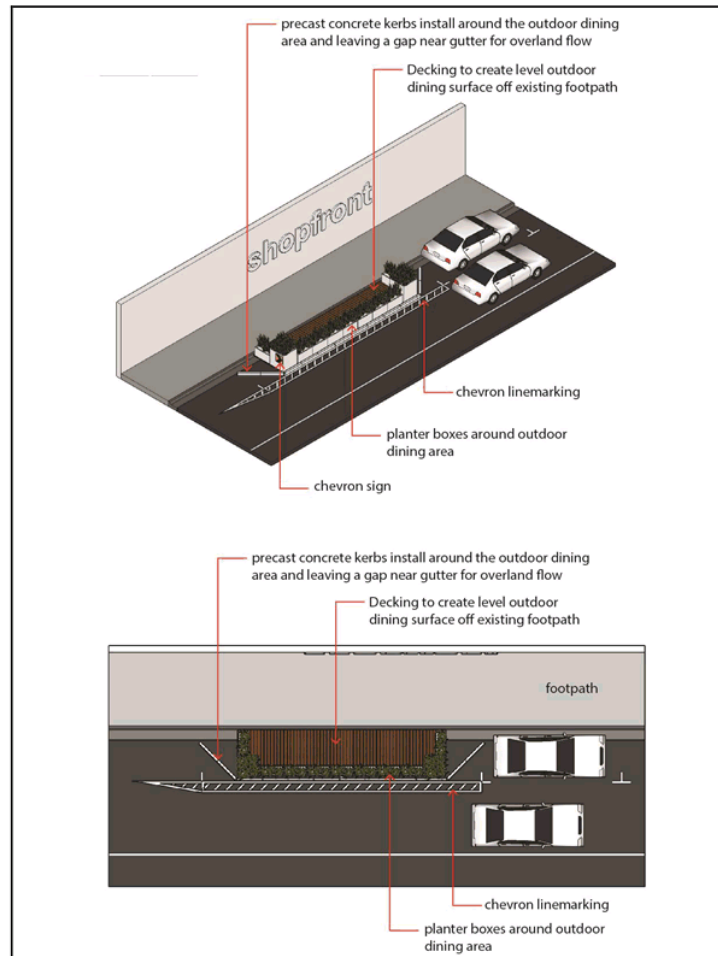 precast concrete kerbs install around the outdoor dining
area and leaving a gap near gutter for overland flow
Decking to create level outdoor
dining surface off existing footpath
shopfront
chevron linemarking
planter boxes around outdoor
dining area
chevron sign
precast concrete kerbs install around the outdoor dining
area and leaving a gap near gutter for overland flow
Decking to create level outdoor
dining surface off existing footpath
footpath
chevron linemarking
planter boxes around outdoor
dining area